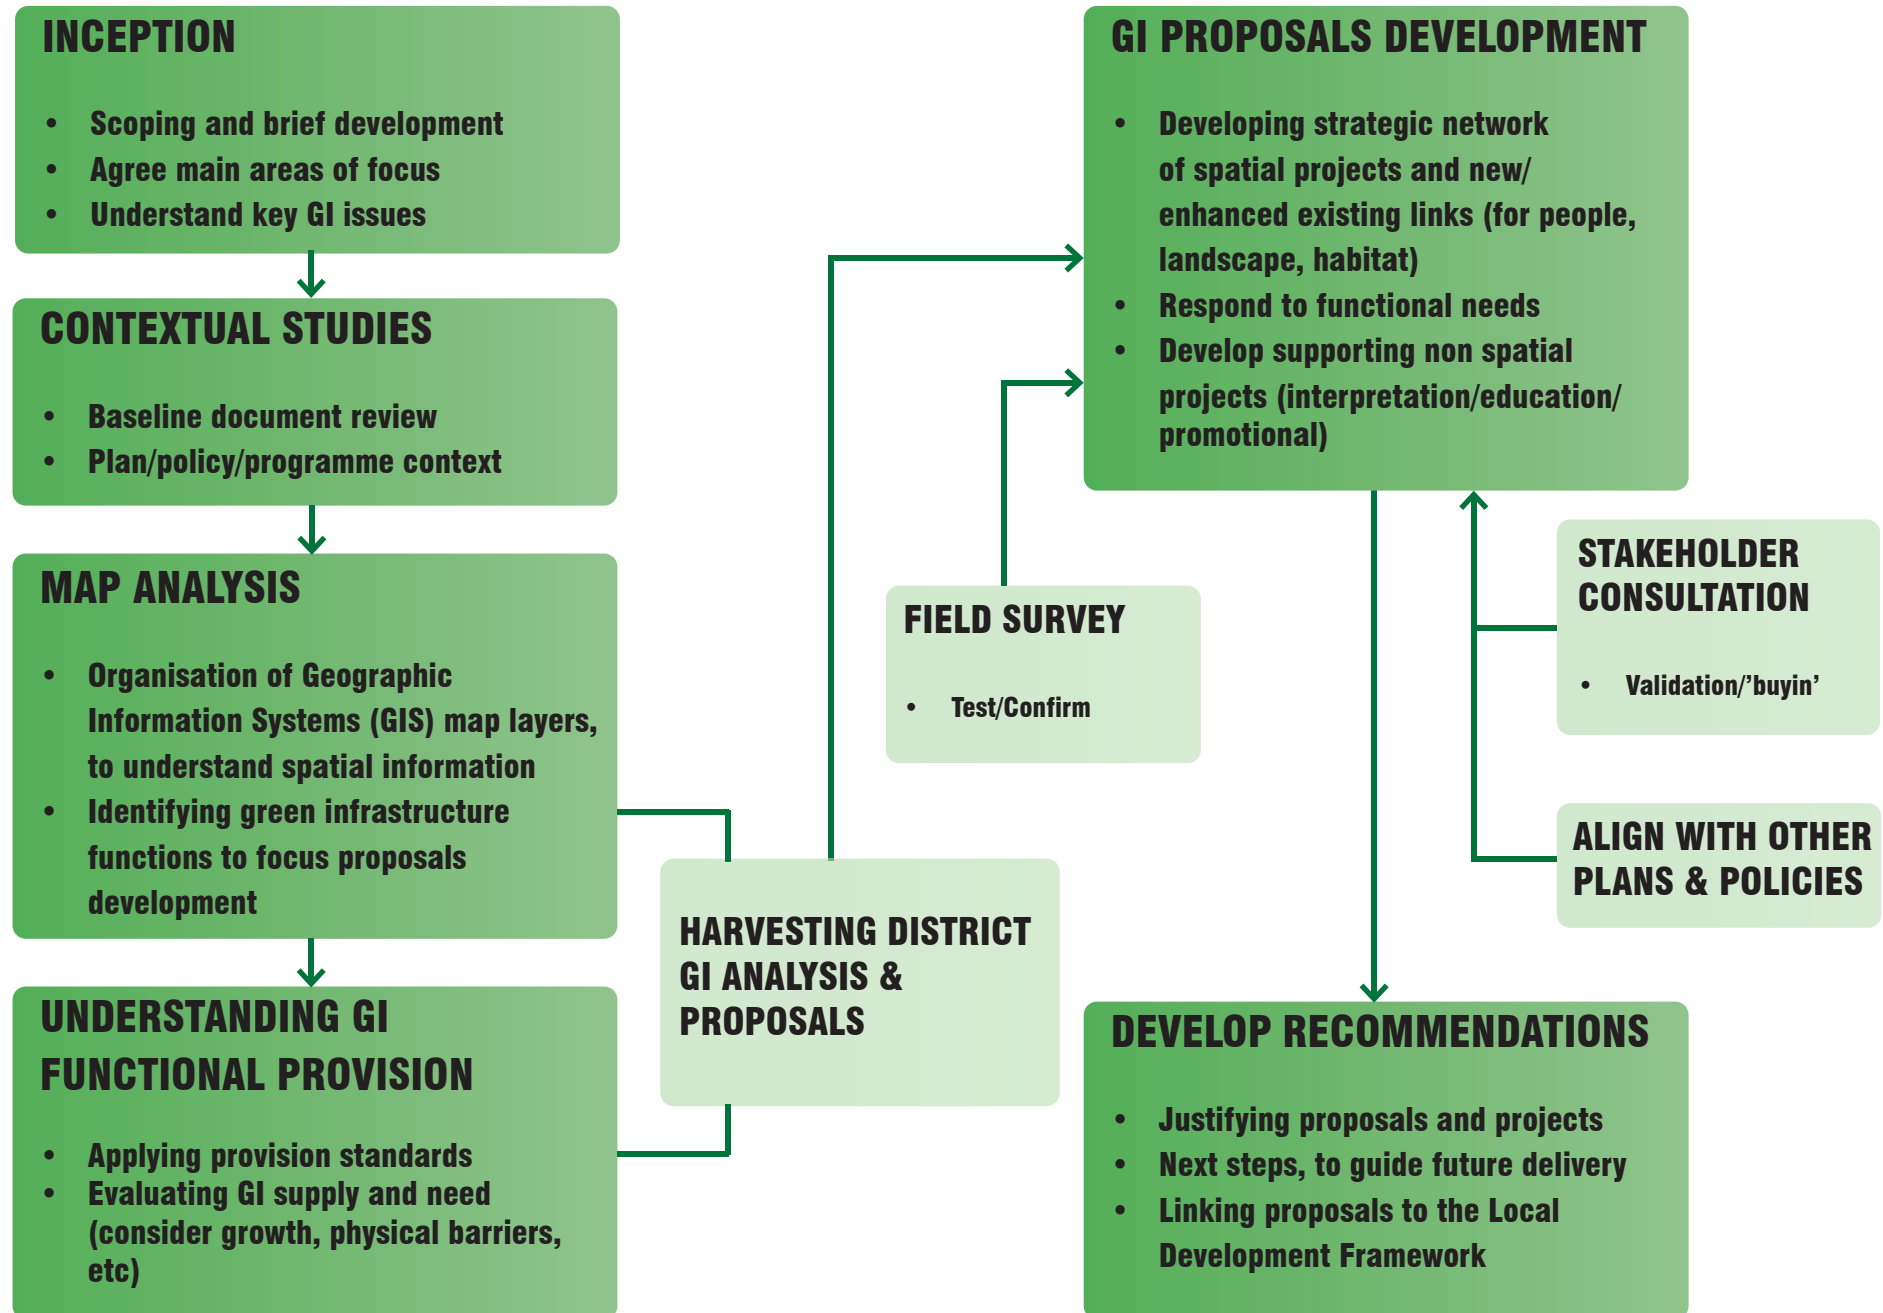 INCEPTION
• Scoping and brief development
• Agree main areas of focus
• Understand key GI issues
CONTEXTUAL STUDIES
• Baseline document review
• Plan/policy/programme context
MAP ANALYSIS
• Organisation of Geographic
Information Systems (GIS) map layers,
to understand spatial information
• Identifying green infrastructure
functions to focus proposals
development
UNDERSTANDING GI
FUNCTIONAL PROVISION
• Applying provision standards
• Evaluating GI supply and need
(consider growth, physical barriers,
etc)
HARVESTING DISTRICT
GI ANALYSIS &
PROPOSALS
FIELD SURVEY
• Test/Confirm
GI PROPOSALS DEVELOPMENT
• Developing strategic network
of spatial projects and new/
enhanced existing links (for people,
landscape, habitat)
• Respond to functional needs
• Develop supporting non spatial
projects (interpretation/education/
promotional)
STAKEHOLDER
CONSULTATION
• Validation/’buyin’
ALIGN WITH OTHER
PLANS & POLICIES
DEVELOP RECOMMENDATIONS
• Justifying proposals and projects
• Next steps, to guide future delivery
• Linking proposals to the Local
Development Framework